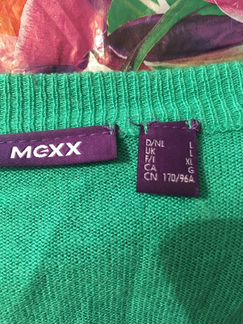 MEXX
D/NL L
UK L
F/I XL
CA G
CN 170/96A